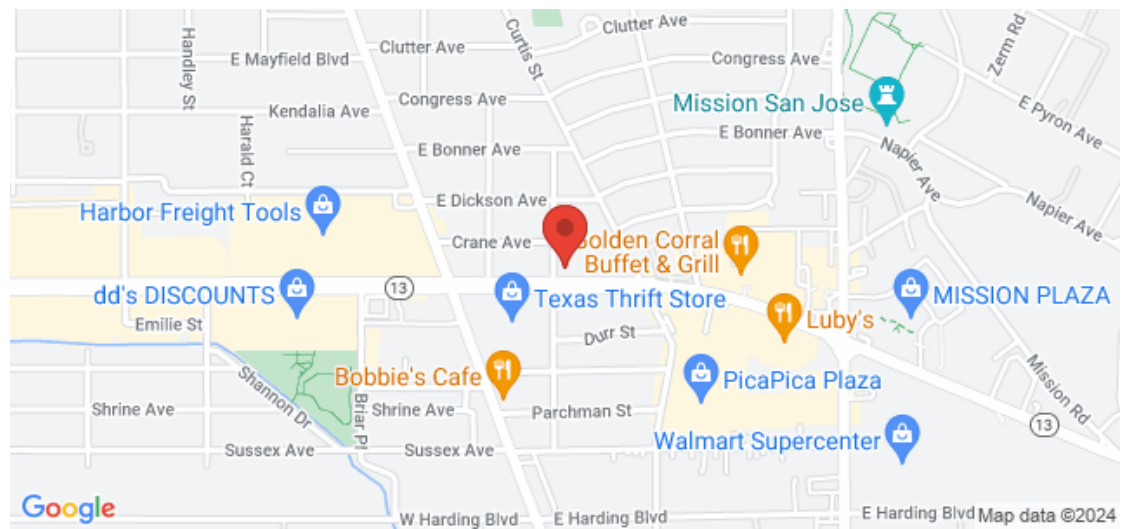 Clutter Ave
Curtis St
Handley St
Clutter Ave
E Mayfield Blvd
Congress Ave
Zerm Rd
Congress Ave
Kendalia Ave
Mission San Jose
E Pyron Ave
Harald Ct
E Bonner Ave
E Bonner Ave
Napier Ave
E Dickson Ave
Napier Ave
Harbor Freight Tools
Crane Ave
Golden Corral
Buffet & Grill
13
dd's DISCOUNTS
Texas Thrift Store
MISSION PLAZA
Emilie St
Durr St
Luby's
Bobbie's Cafe
PicaPica Plaza
Mission Rd
Shannon Dr
Briar Pl
Shrine Ave
Shrine Ave
Parchman St
13
Walmart Supercenter
Sussex Ave
Sussex Ave
Google
W Harding Blvd
E Harding Blvd
E Harding Blvd
Map data ©2024